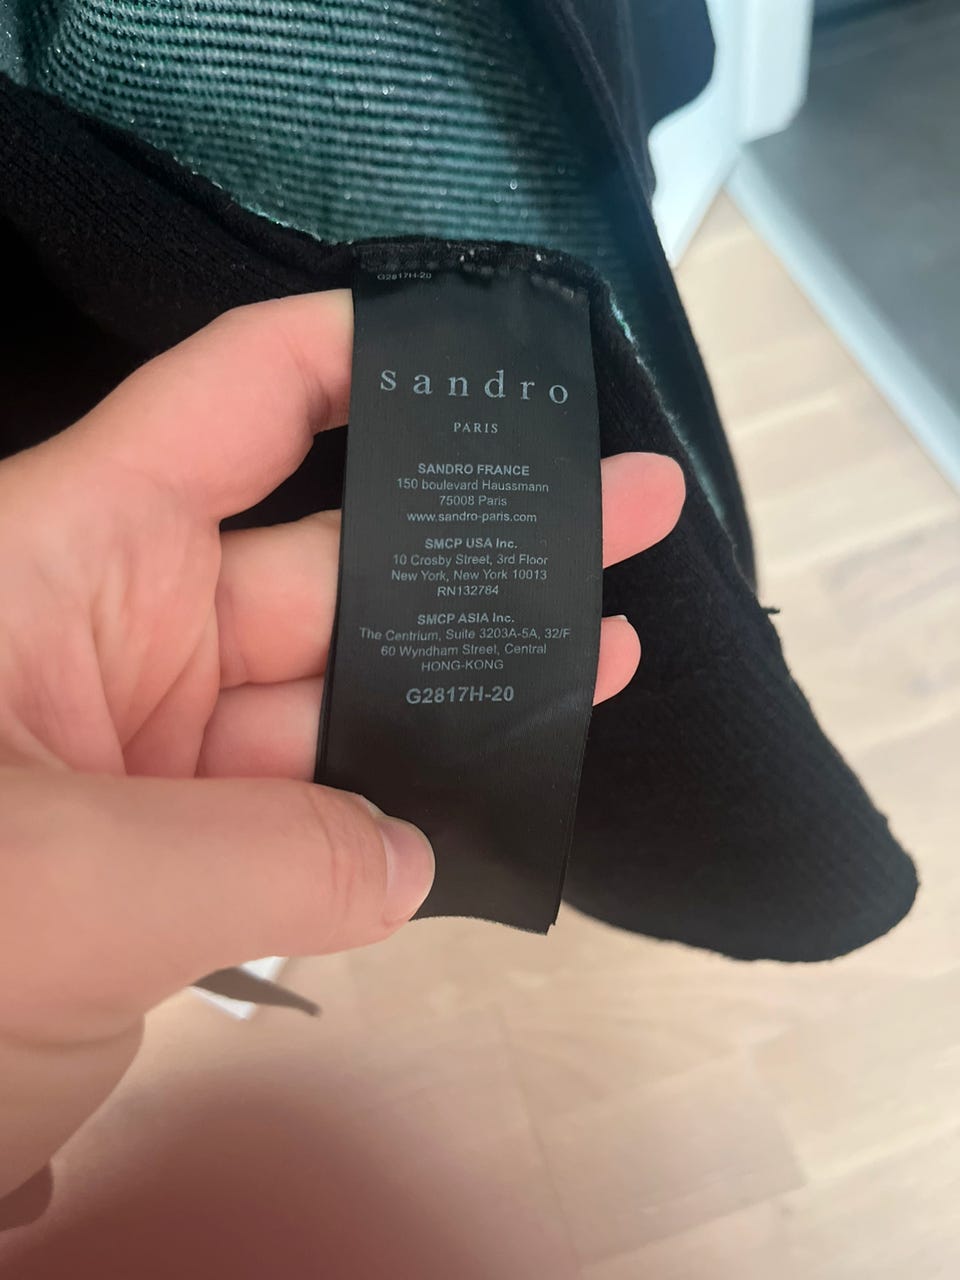 G2817H-20
sandro
PARIS
SANDRO FRANCE
150 boulevard Haussmann
75008 Paris
www.sandro-paris.com
SMCP USA Inc.
10 Crosby Street, 3rd Floor
New York, New York 10013
RN132784
SMCP ASIA Inc.
The Centrium, Suite 3203A-5A, 32/F
60 Wyndham Street, Central
HONG-KONG
G2817H-20